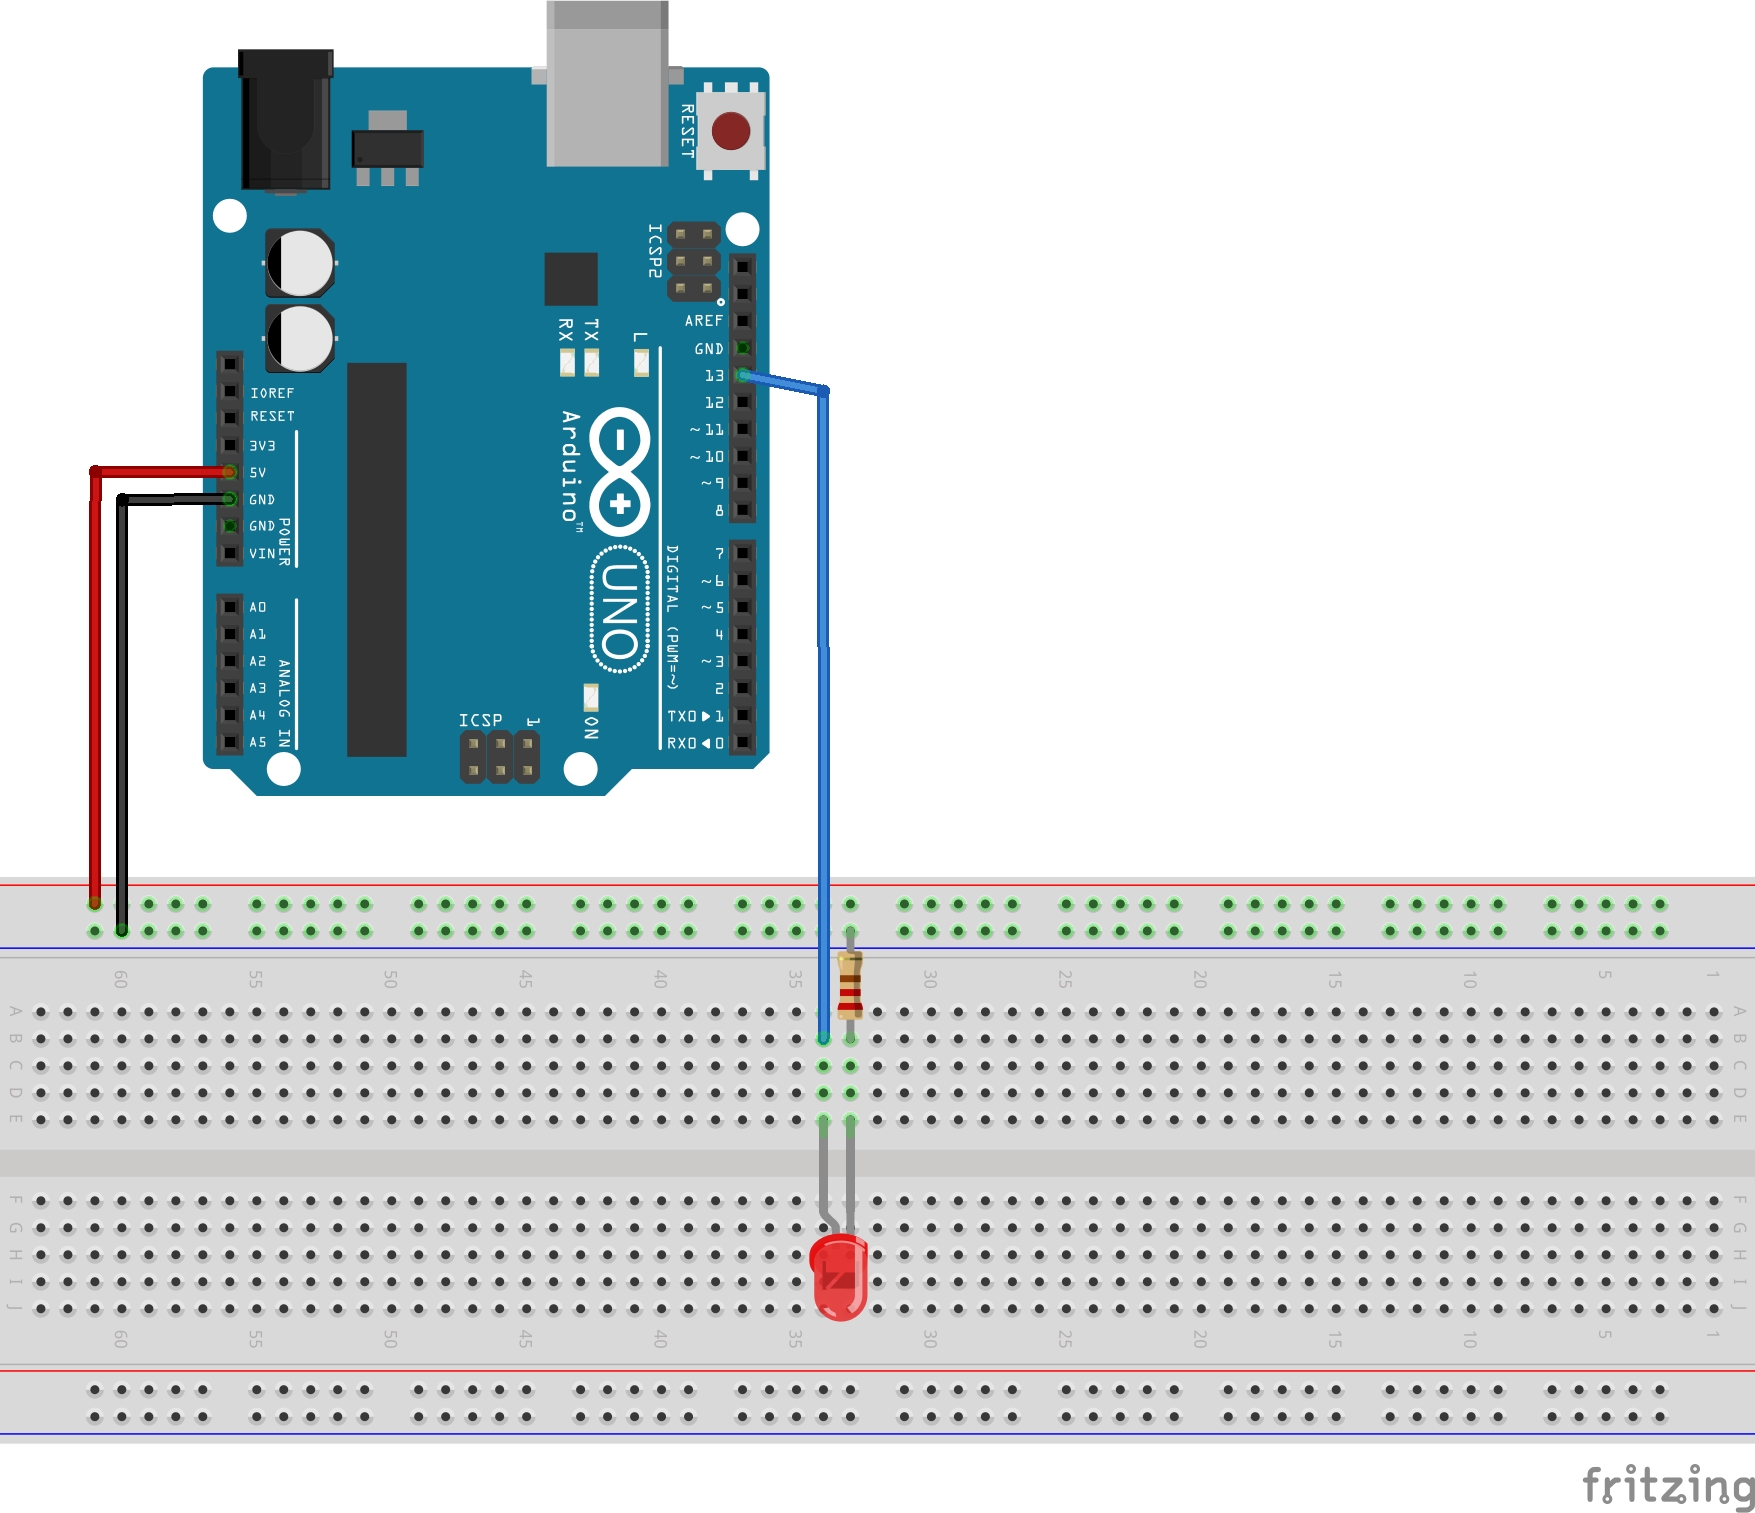 RESET
ICSP2
RX
TX
L
AREF
GND
13
12
~11
~10
~9
8
IOREF
RESET
3V3
5V
GND
GND
VIN
POWER
Arduino™
UNO
DIGITAL (PWM=~)
7
~6
~5
4
~3
2
TX0▶1
RX0◀0
A0
A1
A2
A3
A4
A5
ANALOG IN
ICSP 1
ON
60 55 50 45 40 35 30 25 20 15 10 5 1
A A
B B
C C
D D
E E
F F
G G
H H
I I
J J
60 55 50 45 40 35 30 25 20 15 10 5 1
fritzing